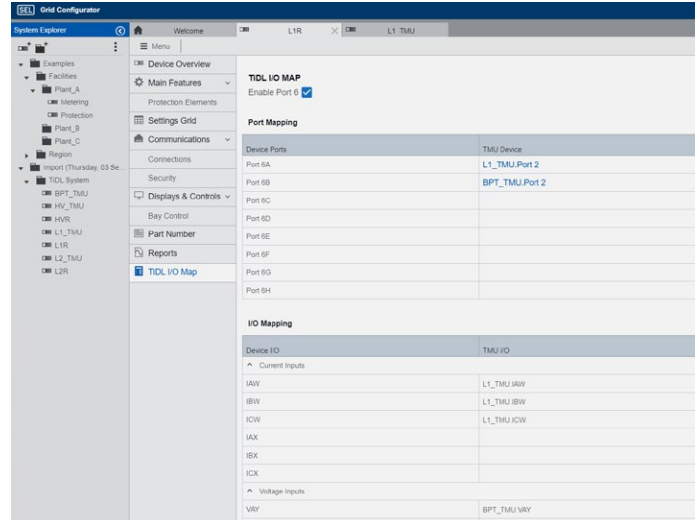 SEL Grid Configurator
System Explorer
Welcome
L1R
L1_TMU
Menu
Examples
Facilities
Plant_A
Metering
Protection
Plant_B
Plant_C
Region
Import (Thursday, 03 Se...
TiDL System
BPT_TMU
HV_TMU
HVR
L1_TMU
L1R
L2_TMU
L2R
Device Overview
Main Features
Protection Elements
Settings Grid
Communications
Connections
Security
Displays & Controls
Bay Control
Part Number
Reports
TiDL I/O Map
TiDL I/O MAP
Enable Port 6
Port Mapping
Device Ports TMU Device
Port 6A L1_TMU.Port 2
Port 6B BPT_TMU.Port 2
Port 6C
Port 6D
Port 6E
Port 6F
Port 6G
Port 6H
I/O Mapping
Device I/O TMU I/O
Current Inputs
IAW L1_TMU.IAW
IBW L1_TMU.IBW
ICW L1_TMU.ICW
IAX
IBX
ICX
Voltage Inputs
VAY BPT_TMU.VAY